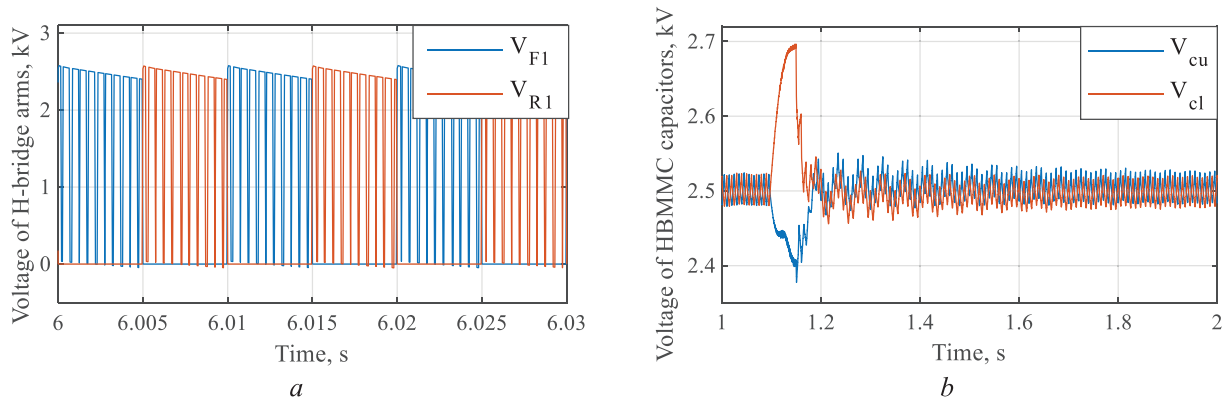 Voltage of H-bridge arms, kV
3
2
1
0
V_F1
V_R1
6 6.005 6.01 6.015 6.02 6.025 6.03
Time, s
a
Voltage of HBMMC capacitors, kV
2.7
2.6
2.5
2.4
V_cu
V_cl
1 1.2 1.4 1.6 1.8 2
Time, s
b